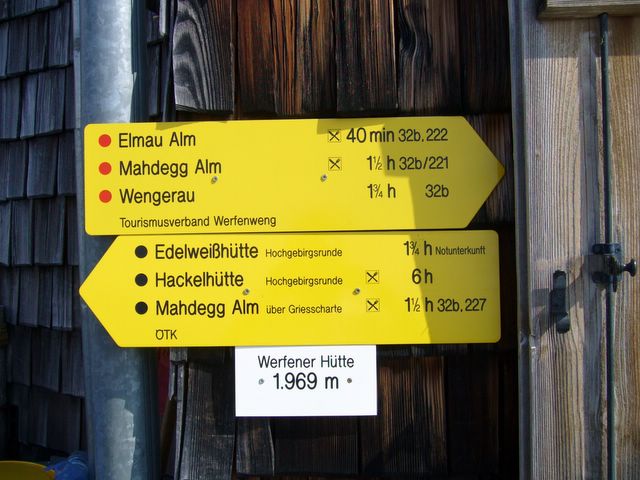 Elmau Alm 40 min 32b, 222
Mahdegg Alm 1½ h 32b/221
Wengerau 1¾ h 32b
Tourismusverband Werfenweng
Edelweißhütte Hochgebirgsrunde 1¾ h Notunterkunft
Hackelhütte Hochgebirgsrunde 6 h
Mahdegg Alm über Griesscharte 1½ h 32b, 227
ÖTK
Werfener Hütte
1.969 m